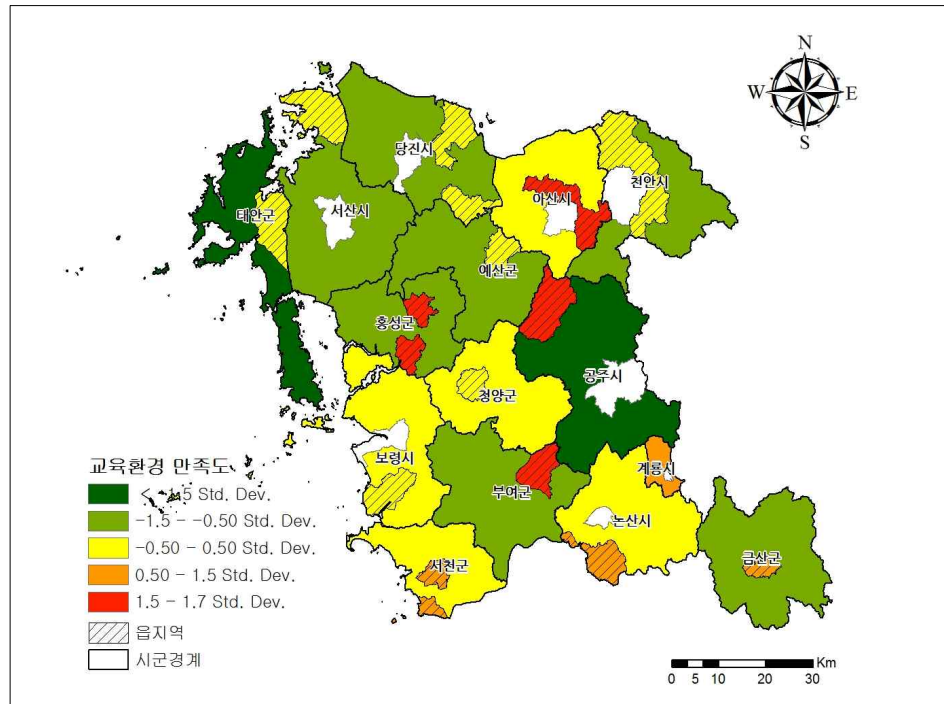 N
W E
S
당진시
천안시
아산시
태안군
서산시
예산군
홍성군
공주시
청양군
보령시
계룡시
부여군
논산시
서천군
금산군
교육환경 만족도
< -1.5 Std. Dev.
-1.5 - -0.50 Std. Dev.
-0.50 - 0.50 Std. Dev.
0.50 - 1.5 Std. Dev.
1.5 - 1.7 Std. Dev.
읍지역
시군경계
Km
0 5 10 20 30